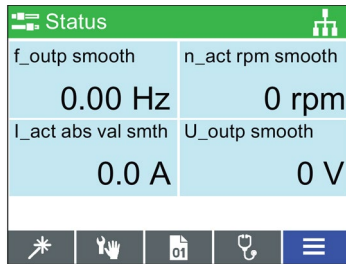 Status
f_outp smooth
n_act rpm smooth
0.00 Hz
0 rpm
I_act abs val smth
U_outp smooth
0.0 A
0 V
01